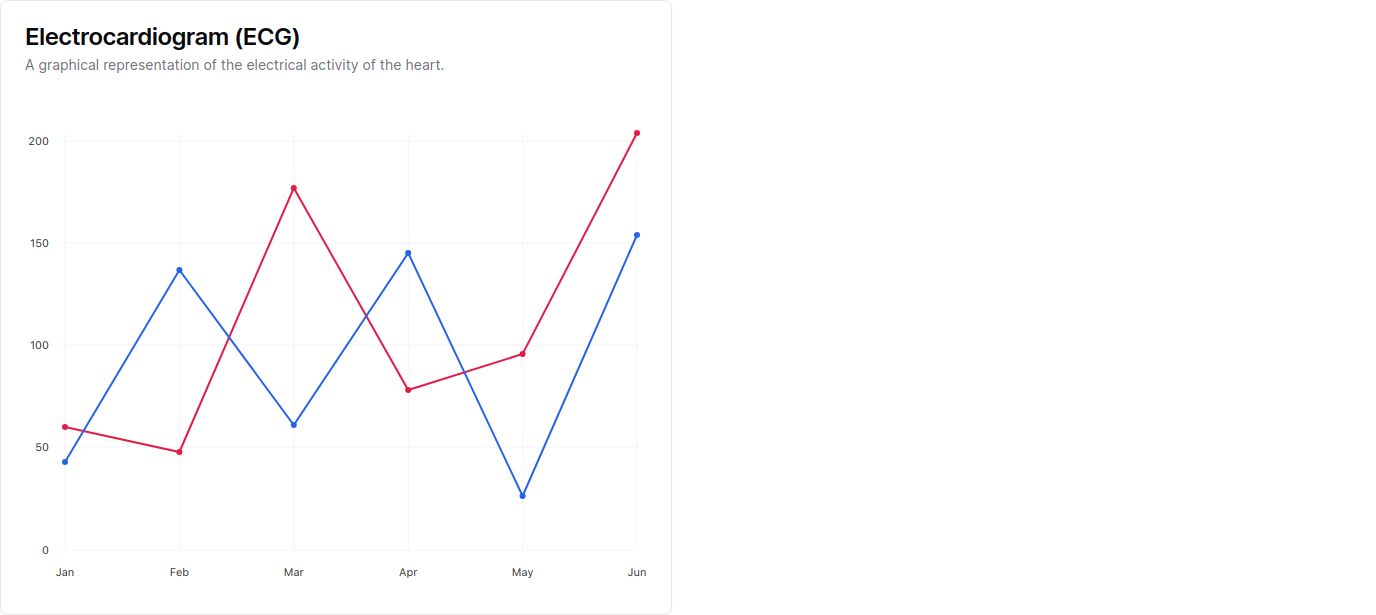 Electrocardiogram (ECG)
A graphical representation of the electrical activity of the heart.
200
150
100
50
0
Jan Feb Mar Apr May Jun